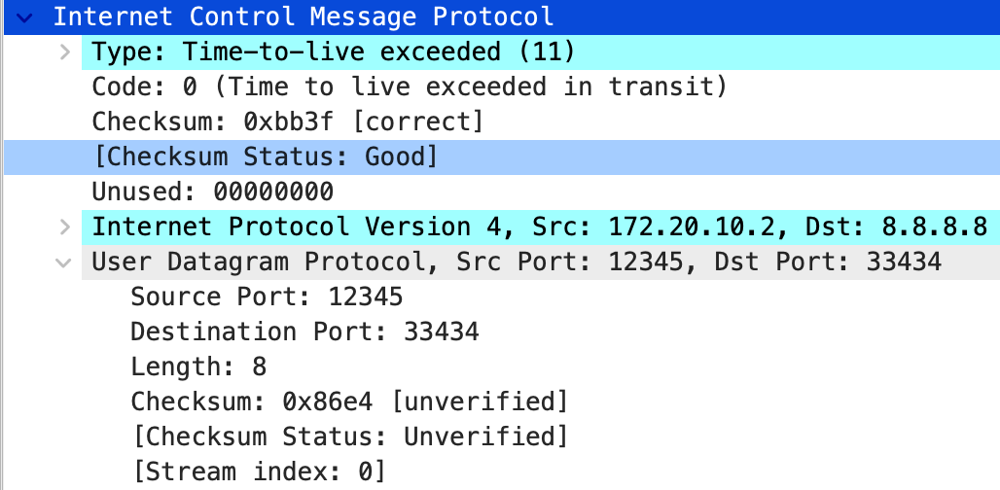 Internet Control Message Protocol
Type: Time-to-live exceeded (11)
Code: 0 (Time to live exceeded in transit)
Checksum: 0xbb3f [correct]
[Checksum Status: Good]
Unused: 00000000
Internet Protocol Version 4, Src: 172.20.10.2, Dst: 8.8.8.8
User Datagram Protocol, Src Port: 12345, Dst Port: 33434
Source Port: 12345
Destination Port: 33434
Length: 8
Checksum: 0x86e4 [unverified]
[Checksum Status: Unverified]
[Stream index: 0]